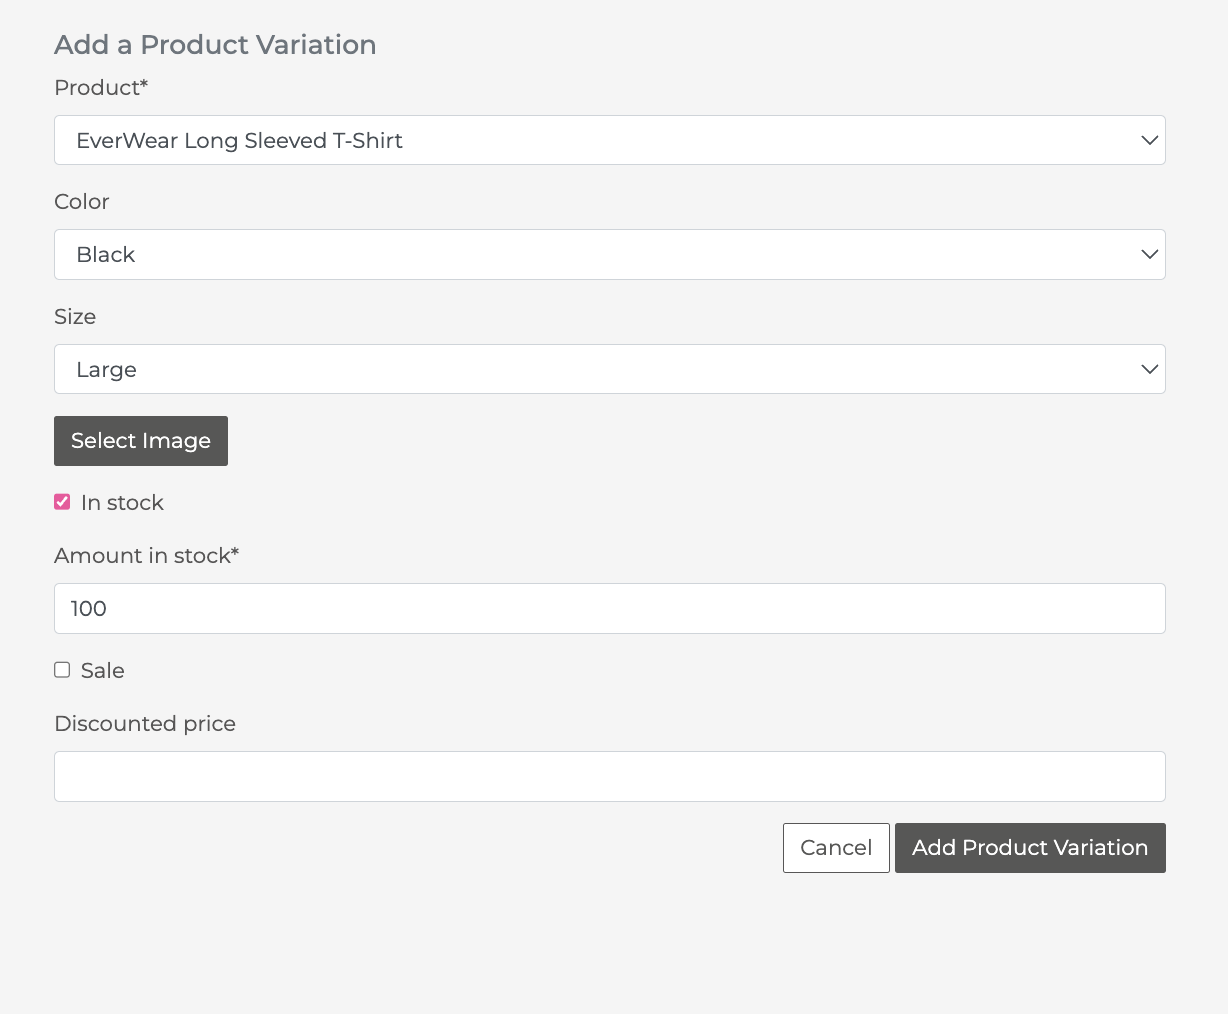 Add a Product Variation
Product*
EverWear Long Sleeved T-Shirt
Color
Black
Size
Large
Select Image
In stock
Amount in stock*
100
Sale
Discounted price
Cancel Add Product Variation